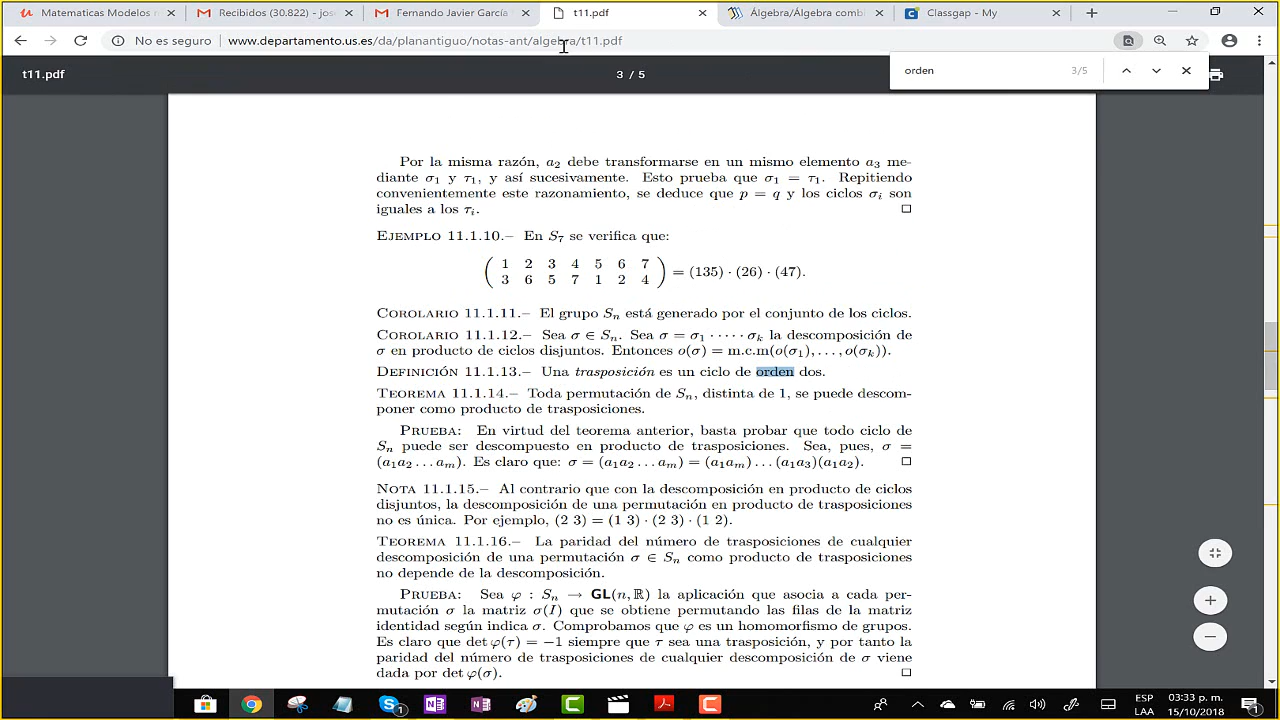 Matematicas Modelos n
Recibidos (30.822) - jos
Fernando Javier García
t11.pdf
Álgebra/Álgebra comb
Classgap - My
No es seguro
www.departamento.us.es/da/planantiguo/notas-ant/algebra/t11.pdf
orden 3/5
t11.pdf
3 / 5
Por la misma razón, a₂ debe transformarse en un mismo elemento a₃ me-
diante σ₁ y τ₁, y así sucesivamente. Esto prueba que σ₁ = τ₁. Repitiendo
convenientemente este razonamiento, se deduce que p = q y los ciclos σᵢ son
iguales a los τᵢ. □
Ejemplo 11.1.10.– En S₇ se verifica que:
( 1 2 3 4 5 6 7
3 6 5 7 1 2 4 ) = (135) · (26) · (47).
Corolario 11.1.11.– El grupo Sₙ está generado por el conjunto de los ciclos.
Corolario 11.1.12.– Sea σ ∈ Sₙ. Sea σ = σ₁ · · · · · σₖ la descomposición de
σ en producto de ciclos disjuntos. Entonces o(σ) = m.c.m(o(σ₁), . . . , o(σₖ)).
Definición 11.1.13.– Una trasposición es un ciclo de orden dos.
Teorema 11.1.14.– Toda permutación de Sₙ, distinta de 1, se puede descom-
poner como producto de trasposiciones.
Prueba: En virtud del teorema anterior, basta probar que todo ciclo de
Sₙ puede ser descompuesto en producto de trasposiciones. Sea, pues, σ =
(a₁a₂ . . . aₘ). Es claro que: σ = (a₁a₂ . . . aₘ) = (a₁aₘ) . . . (a₁a₃)(a₁a₂). □
Nota 11.1.15.– Al contrario que con la descomposición en producto de ciclos
disjuntos, la descomposición de una permutación en producto de trasposiciones
no es única. Por ejemplo, (2 3) = (1 3) · (2 3) · (1 2).
Teorema 11.1.16.– La paridad del número de trasposiciones de cualquier
descomposición de una permutación σ ∈ Sₙ como producto de trasposiciones
no depende de la descomposición.
Prueba: Sea φ : Sₙ → GL(n, ℝ) la aplicación que asocia a cada per-
mutación σ la matriz σ(I) que se obtiene permutando las filas de la matriz
identidad según indica σ. Comprobamos que φ es un homomorfismo de grupos.
Es claro que det φ(τ) = −1 siempre que τ sea una trasposición, y por tanto la
paridad del número de trasposiciones de cualquier descomposición de σ viene
dada por det φ(σ). □
ESP
LAA
03:33 p. m.
15/10/2018